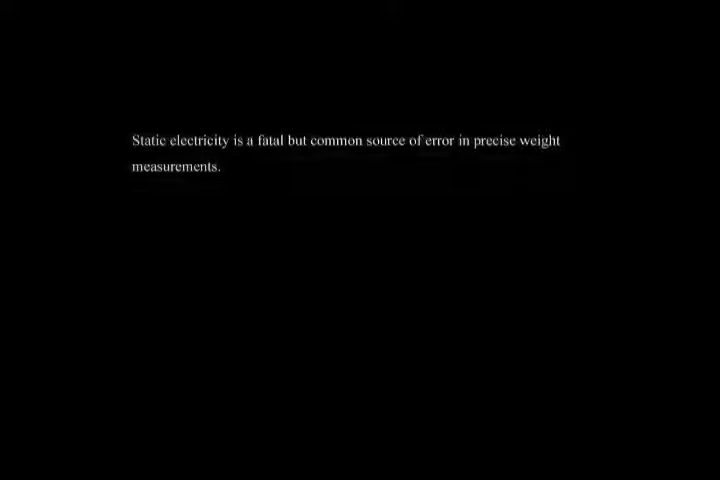 Static electricity is a fatal but common source of error in precise weight
measurements.